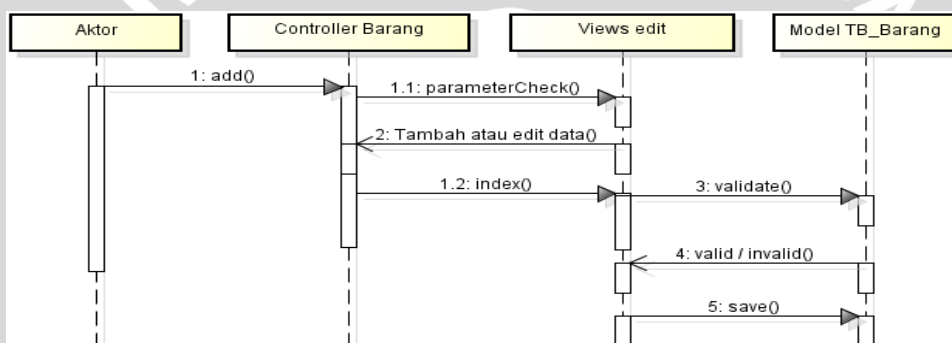 Aktor
Controller Barang
Views edit
Model TB_Barang
1: add()
1.1: parameterCheck()
2: Tambah atau edit data()
1.2: index()
3: validate()
4: valid / invalid()
5: save()